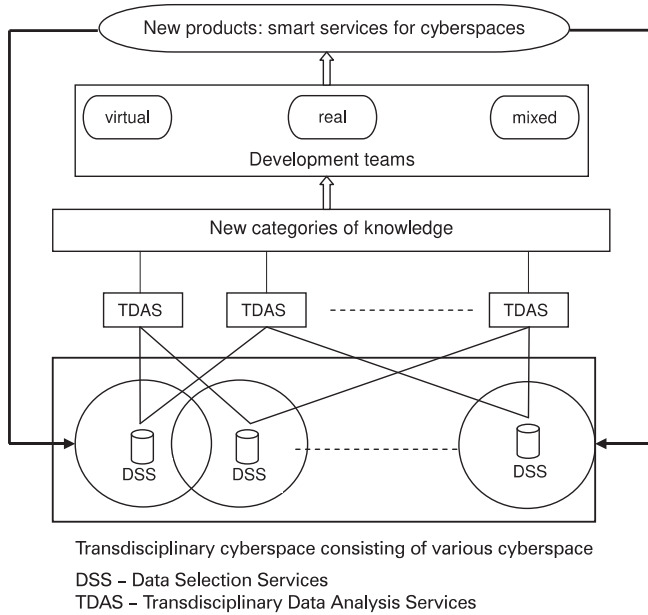 New products: smart services for cyberspaces
virtual
real
mixed
Development teams
New categories of knowledge
TDAS
TDAS
TDAS
DSS
DSS
DSS
Transdisciplinary cyberspace consisting of various cyberspace
DSS – Data Selection Services
TDAS – Transdisciplinary Data Analysis Services